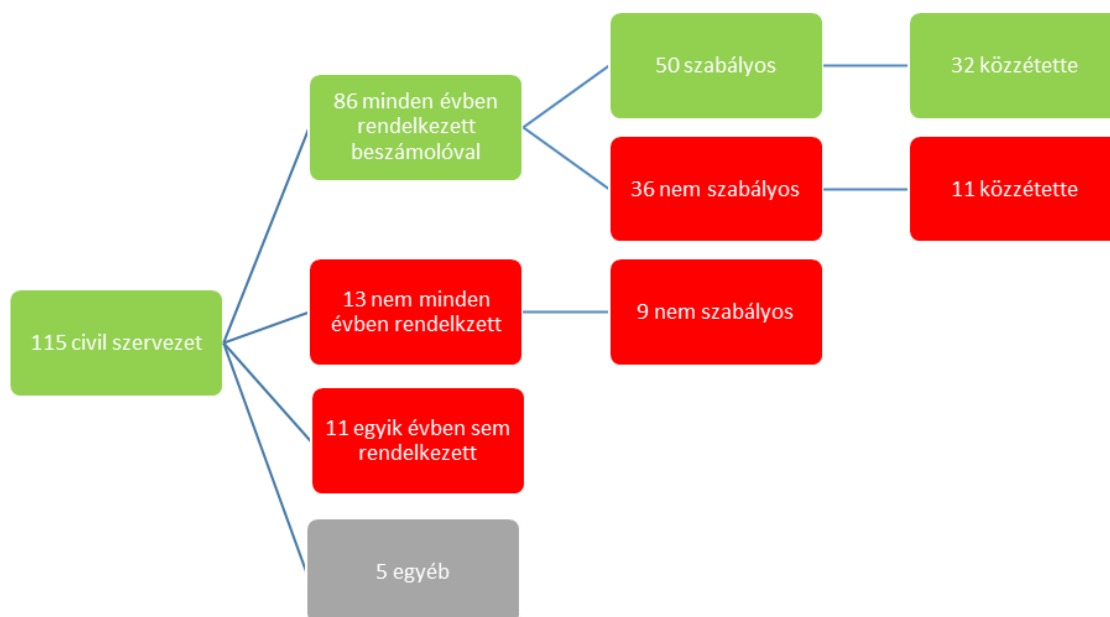 115 civil szervezet
86 minden évben
rendelkezett
beszámolóval
50 szabályos
32 közzétette
36 nem szabályos
11 közzétette
13 nem minden
évben rendelkzett
9 nem szabályos
11 egyik évben sem
rendelkezett
5 egyéb